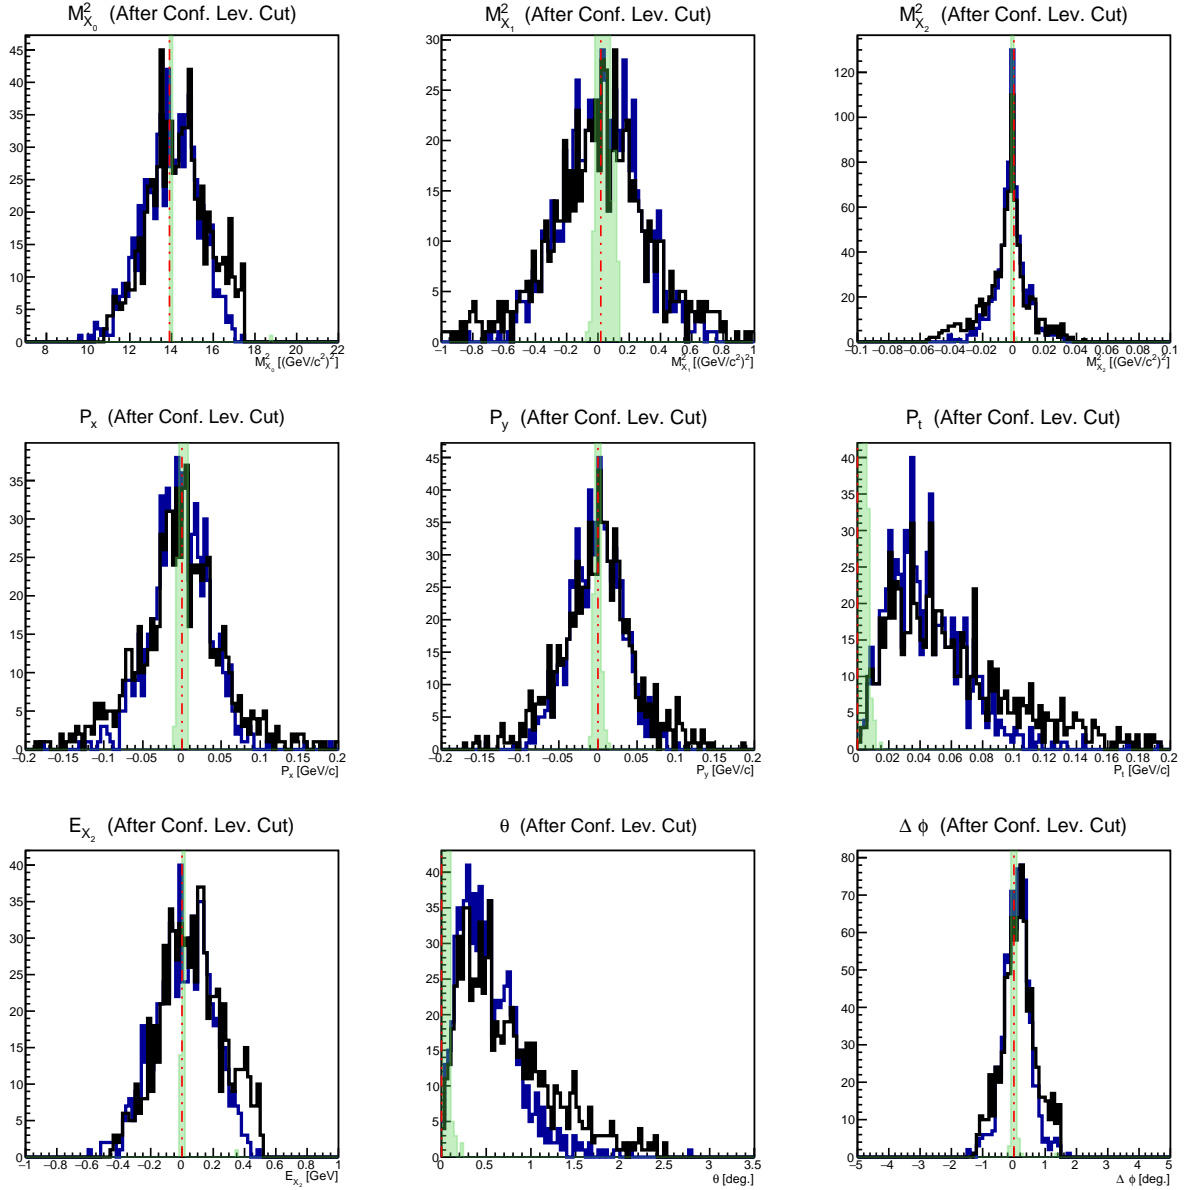 M²_X₀ (After Conf. Lev. Cut)
45
40
35
30
25
20
15
10
5
0
8 10 12 14 16 18 20 22
M²_X₀ [(GeV/c²)²]
M²_X₁ (After Conf. Lev. Cut)
30
25
20
15
10
5
0
−1 −0.8 −0.6 −0.4 −0.2 0 0.2 0.4 0.6 0.8 1
M²_X₁ [(GeV/c²)²]
M²_X₂ (After Conf. Lev. Cut)
120
100
80
60
40
20
0
−0.1 −0.08 −0.06 −0.04 −0.02 0 0.02 0.04 0.06 0.08 0.1
M²_X₂ [(GeV/c²)²]
P_x (After Conf. Lev. Cut)
35
30
25
20
15
10
5
0
−0.2 −0.15 −0.1 −0.05 0 0.05 0.1 0.15 0.2
P_x [GeV/c]
P_y (After Conf. Lev. Cut)
45
40
35
30
25
20
15
10
5
0
−0.2 −0.15 −0.1 −0.05 0 0.05 0.1 0.15 0.2
P_y [GeV/c]
P_t (After Conf. Lev. Cut)
40
35
30
25
20
15
10
5
0
0 0.02 0.04 0.06 0.08 0.1 0.12 0.14 0.16 0.18 0.2
P_t [GeV/c]
E_X₂ (After Conf. Lev. Cut)
40
35
30
25
20
15
10
5
0
−1 −0.8 −0.6 −0.4 −0.2 0 0.2 0.4 0.6 0.8 1
E_X₂ [GeV]
θ (After Conf. Lev. Cut)
40
35
30
25
20
15
10
5
0
0 0.5 1 1.5 2 2.5 3 3.5
θ [deg.]
Δ ϕ (After Conf. Lev. Cut)
80
70
60
50
40
30
20
10
0
−5 −4 −3 −2 −1 0 1 2 3 4 5
Δ ϕ [deg.]